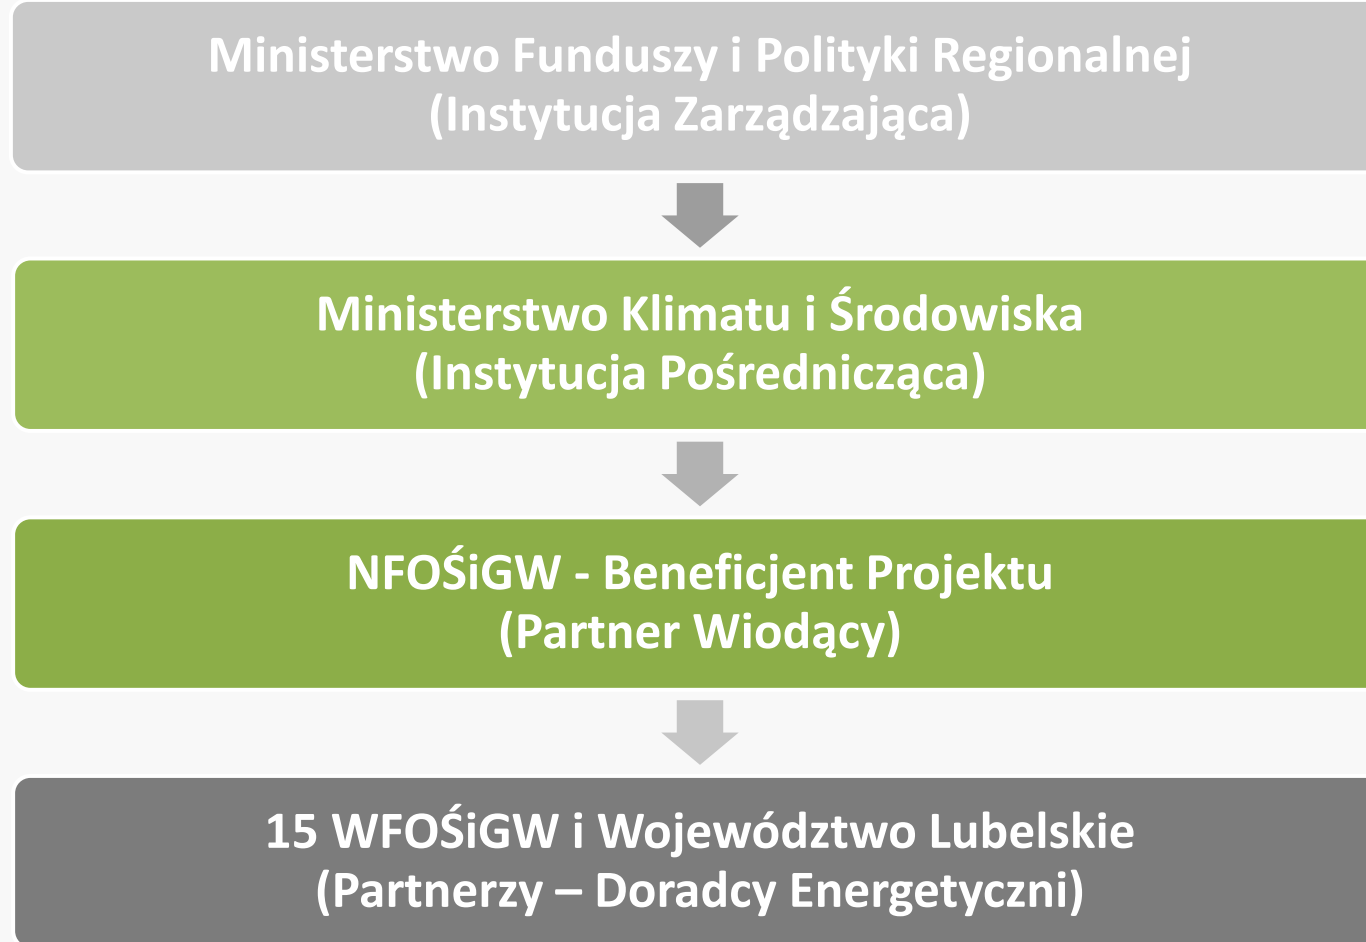 Ministerstwo Funduszy i Polityki Regionalnej
(Instytucja Zarządzająca)
Ministerstwo Klimatu i Środowiska
(Instytucja Pośrednicząca)
NFOŚiGW - Beneficjent Projektu
(Partner Wiodący)
15 WFOŚiGW i Województwo Lubelskie
(Partnerzy – Doradcy Energetyczni)